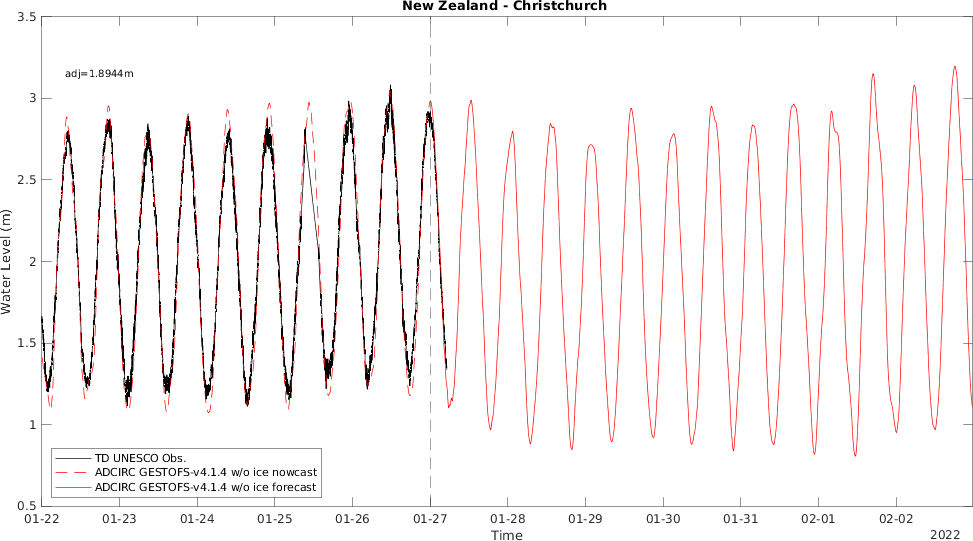 New Zealand - Christchurch
3.5
3
2.5
2
1.5
1
0.5
Water Level (m)
adj=1.8944m
TD UNESCO Obs.
ADCIRC GESTOFS-v4.1.4 w/o ice nowcast
ADCIRC GESTOFS-v4.1.4 w/o ice forecast
01-22 01-23 01-24 01-25 01-26 01-27 01-28 01-29 01-30 01-31 02-01 02-02
Time
2022